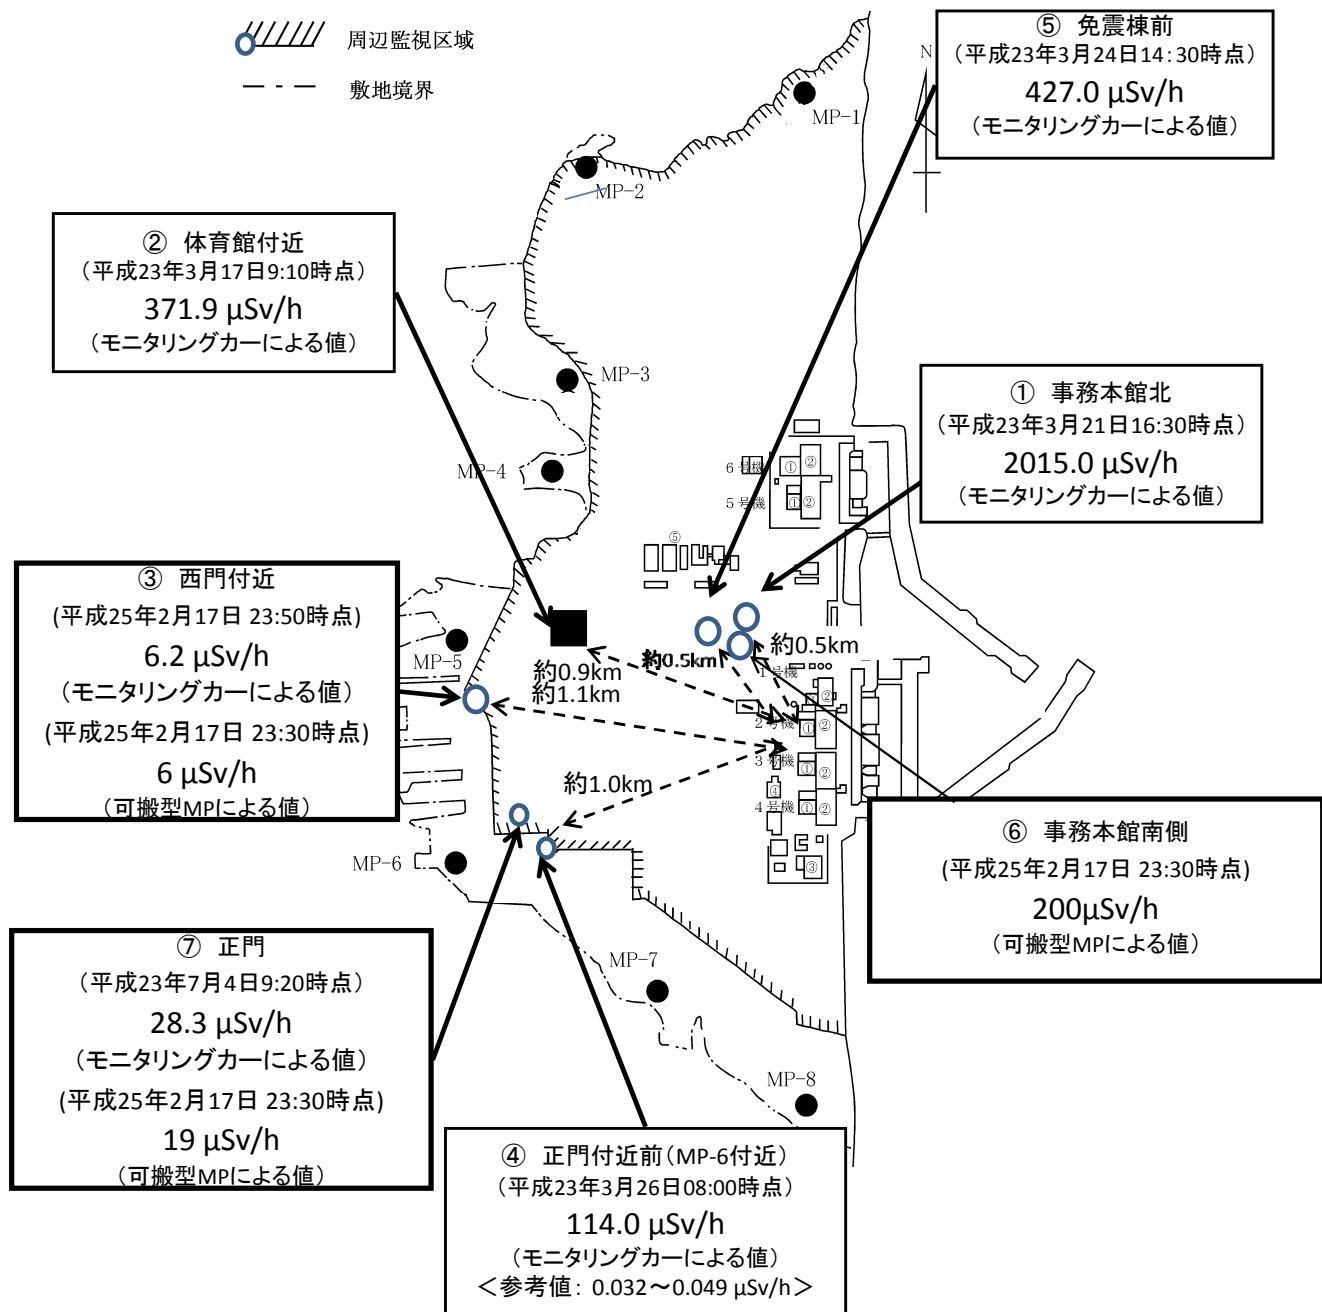 周辺監視区域
敷地境界
⑤ 免震棟前
（平成23年3月24日14:30時点）
427.0 μSv/h
（モニタリングカーによる値）
N
MP-1
MP-2
② 体育館付近
（平成23年3月17日9:10時点）
371.9 μSv/h
（モニタリングカーによる値）
MP-3
① 事務本館北
（平成23年3月21日16:30時点）
2015.0 μSv/h
（モニタリングカーによる値）
MP-4
6号機
①
②
5号機
①
②
⑤
③ 西門付近
(平成25年2月17日 23:50時点)
6.2 μSv/h
（モニタリングカーによる値）
(平成25年2月17日 23:30時点)
6 μSv/h
（可搬型MPによる値）
MP-5
約0.5km
約0.5km
約0.9km
約1.1km
1号機
②
2号機
①
②
3号機
①
②
約1.0km
④
4号機
①
②
③
MP-6
⑥ 事務本館南側
(平成25年2月17日 23:30時点)
200μSv/h
（可搬型MPによる値）
⑦ 正門
（平成23年7月4日9:20時点）
28.3 μSv/h
（モニタリングカーによる値）
(平成25年2月17日 23:30時点)
19 μSv/h
（可搬型MPによる値）
MP-7
MP-8
④ 正門付近前（MP-6付近）
（平成23年3月26日08:00時点）
114.0 μSv/h
（モニタリングカーによる値）
＜参考値： 0.032～0.049 μSv/h＞